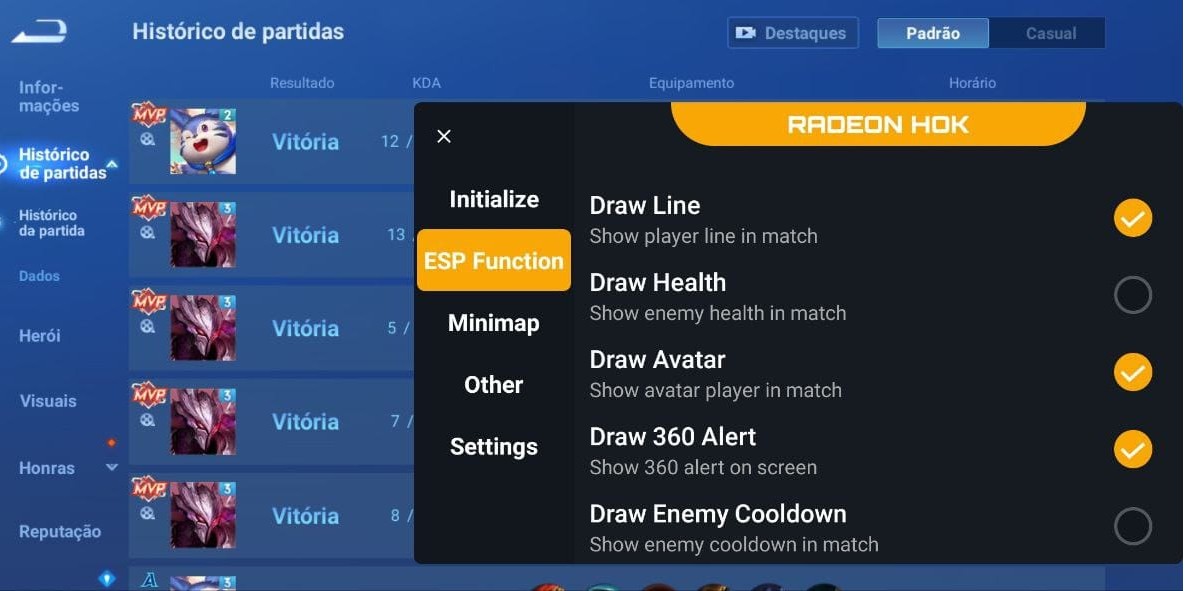 Histórico de partidas
Destaques
Padrão
Casual
Infor-
mações
Histórico
de partidas
Histórico
da partida
Dados
Herói
Visuais
Honras
Reputação
Resultado
KDA
Equipamento
Horário
MVP
2
Vitória
12 /
MVP
3
Vitória
13
MVP
3
Vitória
5 /
MVP
3
Vitória
7 /
MVP
3
Vitória
8 /
A
3
RADEON HOK
Initialize
ESP Function
Minimap
Other
Settings
Draw Line
Show player line in match
Draw Health
Show enemy health in match
Draw Avatar
Show avatar player in match
Draw 360 Alert
Show 360 alert on screen
Draw Enemy Cooldown
Show enemy cooldown in match